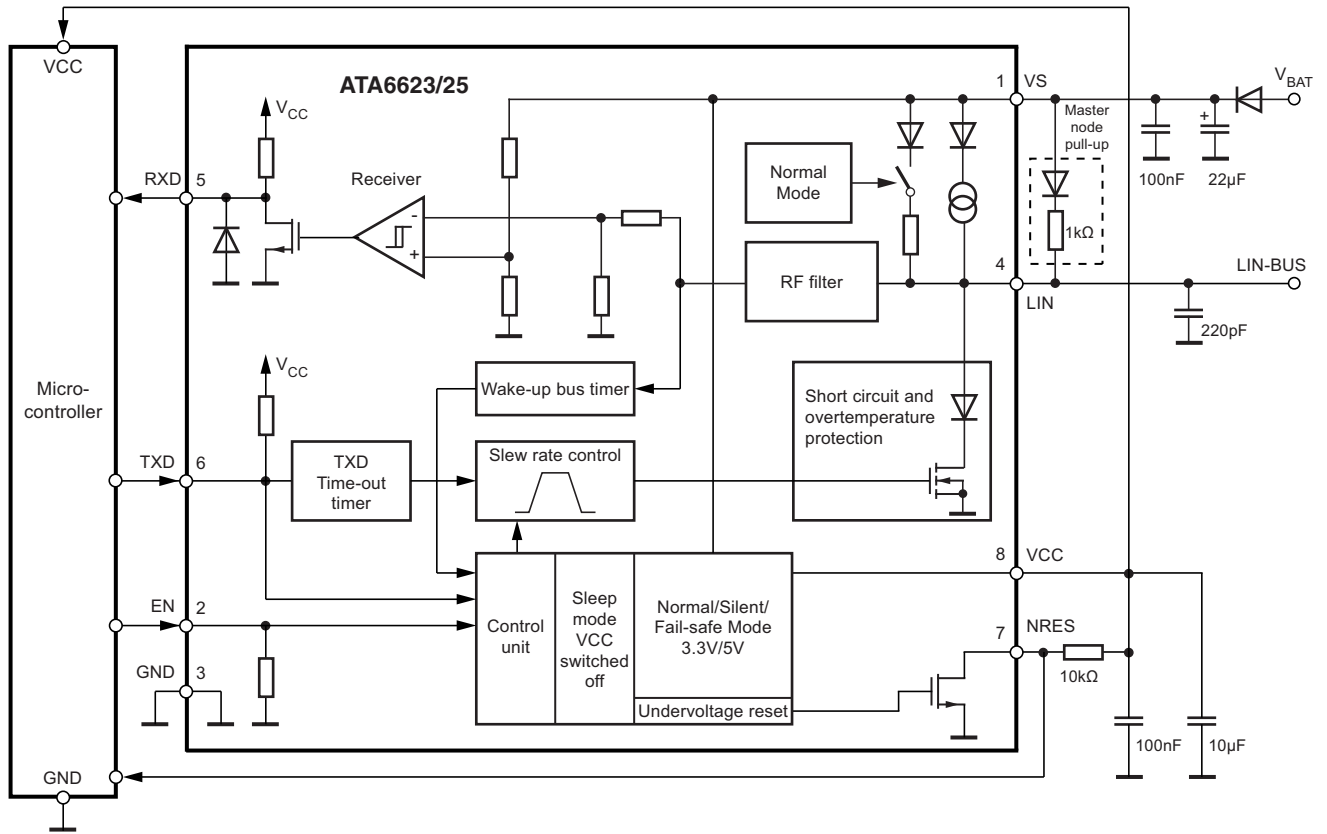 VCC
ATA6623/25
1
VS
VBAT
VCC
Master
node
pull-up
+
100nF
22µF
RXD
5
Receiver
Normal
Mode
-
+
1kΩ
RF filter
4
LIN
LIN-BUS
220pF
VCC
Micro-
controller
Wake-up bus timer
Short circuit and
overtemperature
protection
TXD
6
TXD
Time-out
timer
Slew rate control
8
VCC
EN
2
Control
unit
Sleep
mode
VCC
switched
off
Normal/Silent/
Fail-safe Mode
3.3V/5V
7
NRES
10kΩ
GND
3
Undervoltage reset
100nF
10µF
GND